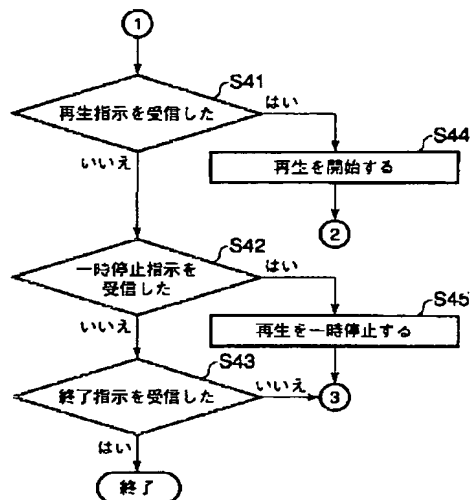 1
S41
再生指示を受信した
はい
いいえ
S44
再生を開始する
2
S42
一時停止指示を
受信した
はい
いいえ
S45
再生を一時停止する
S43
終了指示を受信した
いいえ
3
はい
終了